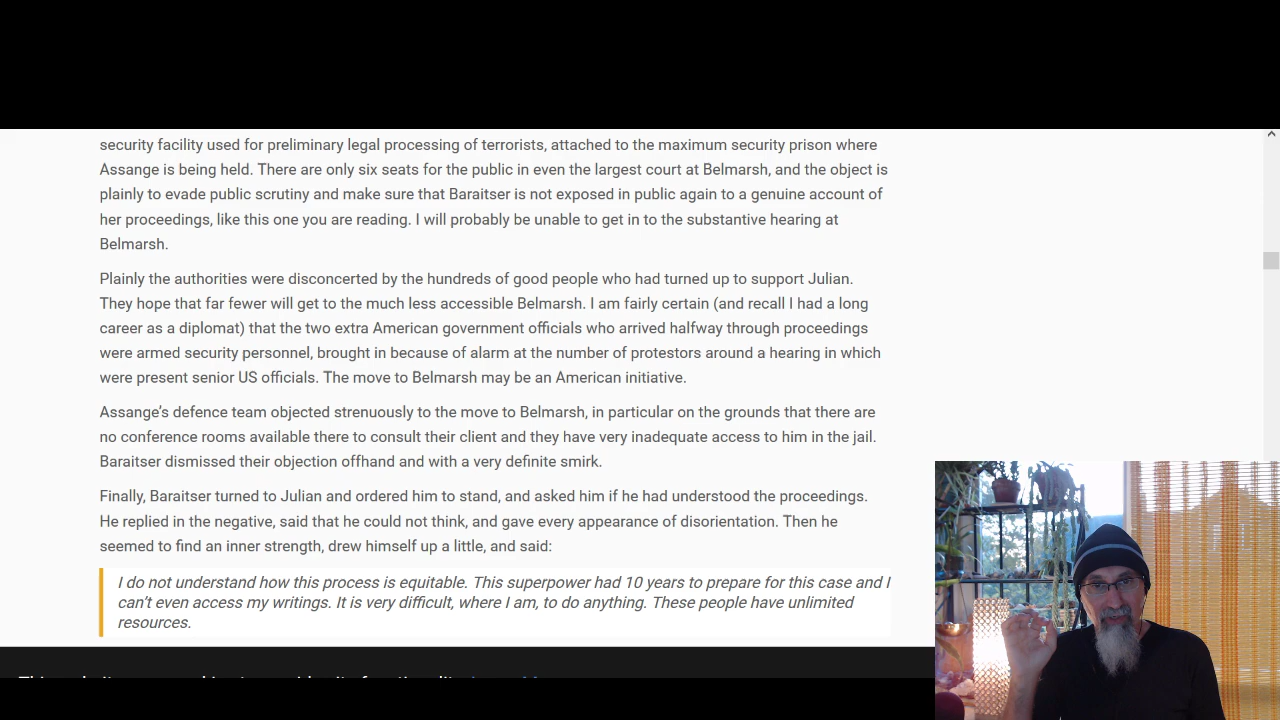 security facility used for preliminary legal processing of terrorists, attached to the maximum security prison where
Assange is being held. There are only six seats for the public in even the largest court at Belmarsh, and the object is
plainly to evade public scrutiny and make sure that Baraitser is not exposed in public again to a genuine account of
her proceedings, like this one you are reading. I will probably be unable to get in to the substantive hearing at
Belmarsh.
Plainly the authorities were disconcerted by the hundreds of good people who had turned up to support Julian.
They hope that far fewer will get to the much less accessible Belmarsh. I am fairly certain (and recall I had a long
career as a diplomat) that the two extra American government officials who arrived halfway through proceedings
were armed security personnel, brought in because of alarm at the number of protestors around a hearing in which
were present senior US officials. The move to Belmarsh may be an American initiative.
Assange’s defence team objected strenuously to the move to Belmarsh, in particular on the grounds that there are
no conference rooms available there to consult their client and they have very inadequate access to him in the jail.
Baraitser dismissed their objection offhand and with a very definite smirk.
Finally, Baraitser turned to Julian and ordered him to stand, and asked him if he had understood the proceedings.
He replied in the negative, said that he could not think, and gave every appearance of disorientation. Then he
seemed to find an inner strength, drew himself up a little, and said:
I do not understand how this process is equitable. This superpower had 10 years to prepare for this case and I
can’t even access my writings. It is very difficult, where I am, to do anything. These people have unlimited
resources.